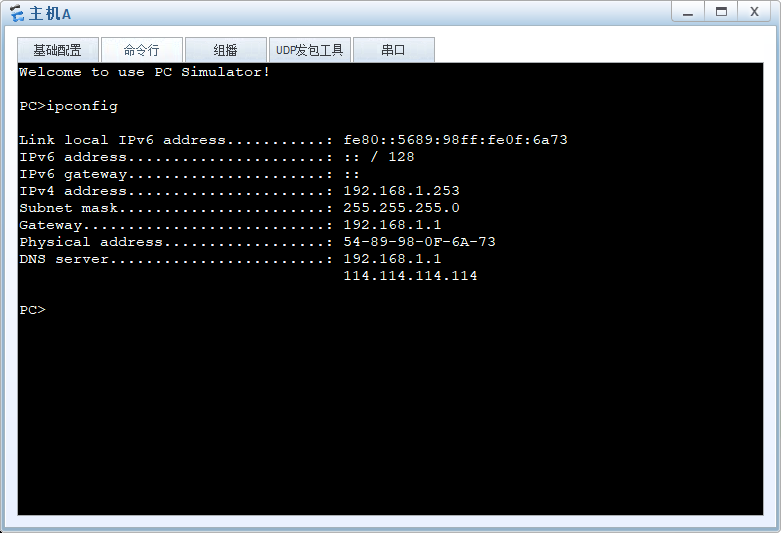 主机A
基础配置 命令行 组播 UDP发包工具 串口
Welcome to use PC Simulator!
PC>ipconfig
Link local IPv6 address...........: fe80::5689:98ff:fe0f:6a73
IPv6 address......................: :: / 128
IPv6 gateway......................: ::
IPv4 address......................: 192.168.1.253
Subnet mask.......................: 255.255.255.0
Gateway...........................: 192.168.1.1
Physical address..................: 54-89-98-0F-6A-73
DNS server........................: 192.168.1.1
114.114.114.114
PC>